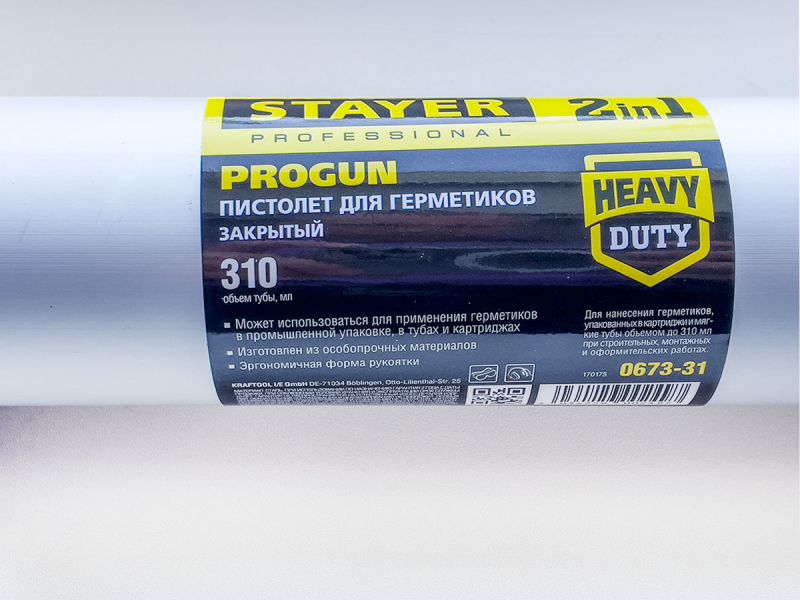 STAYER
2in1
PROFESSIONAL
PROGUN
ПИСТОЛЕТ ДЛЯ ГЕРМЕТИКОВ
ЗАКРЫТЫЙ
HEAVY
DUTY
310
объем тубы, мл
▪ Может использоваться для применения герметиков
в промышленной упаковке, в тубах и картриджах
▪ Изготовлен из особопрочных материалов
▪ Эргономичная форма рукоятки
Для нанесения герметиков,
упакованных в картриджи и мяг-
кие тубы объемом до 310 мл
при строительных, монтажных
и оформительских работах.
170175
0673-31
KRAFTOOL I/E GmbH DE-71034 Böblingen, Otto-Lilienthal-Str. 25